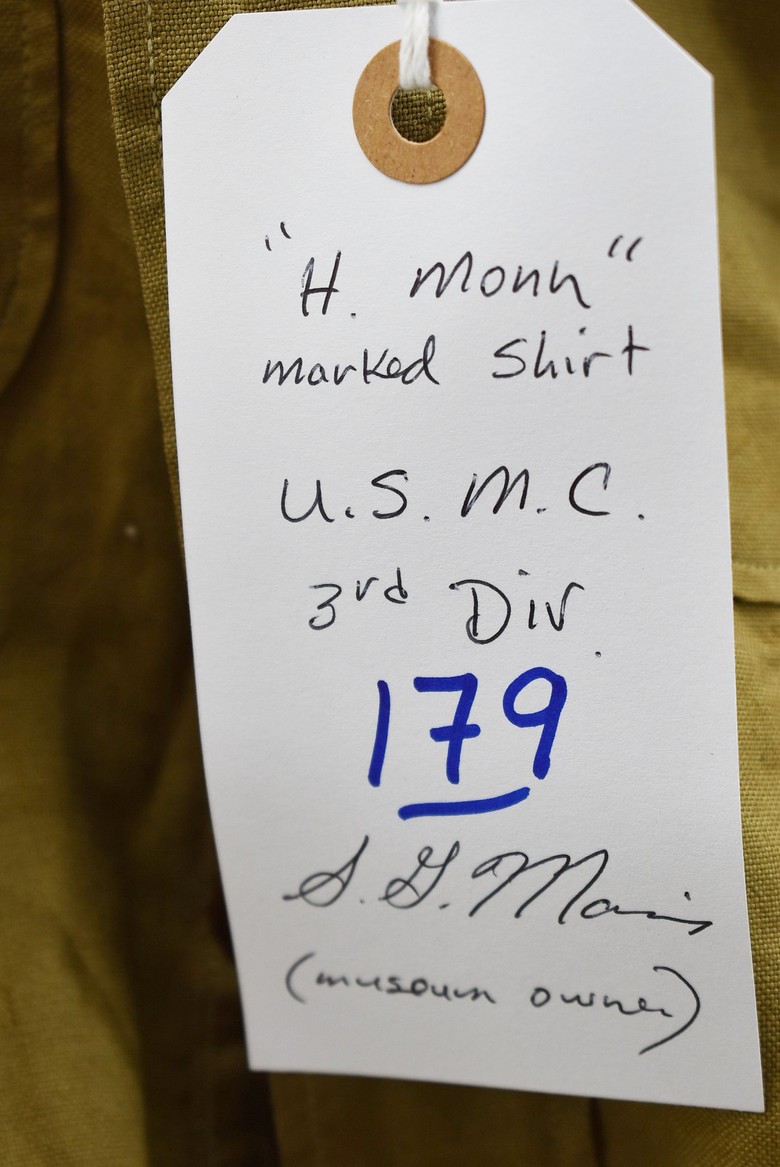 "H. Monn"
marked Shirt
U.S. M.C.
3rd Div.
179
S. G.
(museum owner)